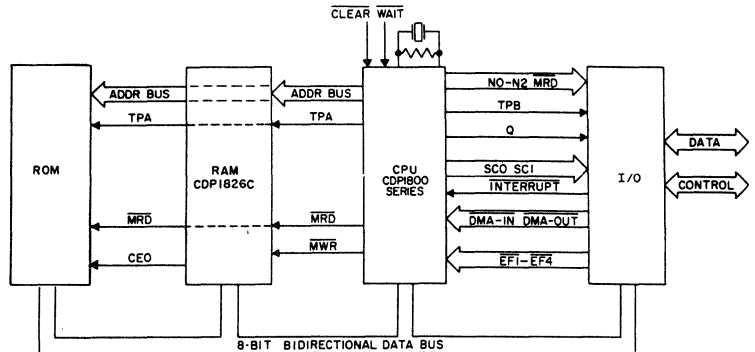 CLEAR WAIT
ADDR BUS
ADDR BUS
NO-N2 MRD
TPA
TPA
TPB
Q
DATA
ROM
RAM
CDP1826C
CPU
CDP1800
SERIES
SCO SCI
I/O
INTERRUPT
CONTROL
MRD
MRD
DMA-IN DMA-OUT
MWR
CEO
EF1-EF4
8-BIT BIDIRECTIONAL DATA BUS